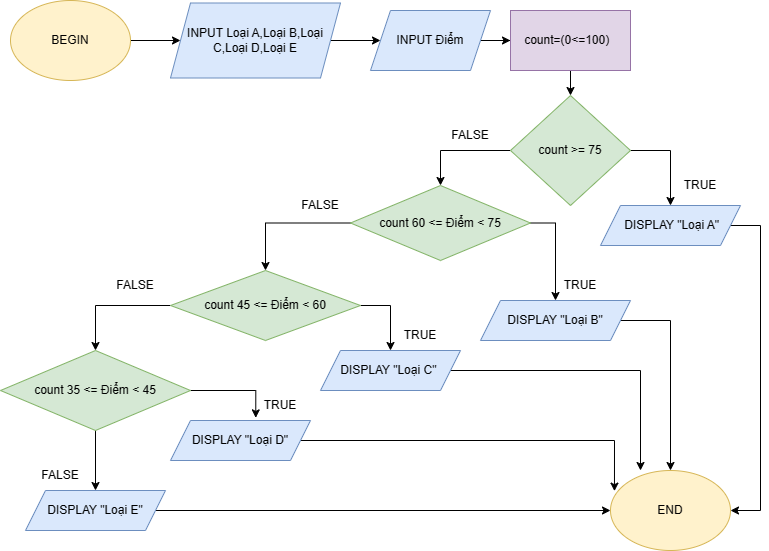 BEGIN
INPUT Loại A,Loại B,Loại
C,Loại D,Loại E
INPUT Điểm
count=(0<=100)
count >= 75
FALSE
TRUE
DISPLAY "Loại A"
count 60 <= Điểm < 75
FALSE
TRUE
DISPLAY "Loại B"
count 45 <= Điểm < 60
FALSE
TRUE
DISPLAY "Loại C"
count 35 <= Điểm < 45
TRUE
DISPLAY "Loại D"
FALSE
DISPLAY "Loại E"
END